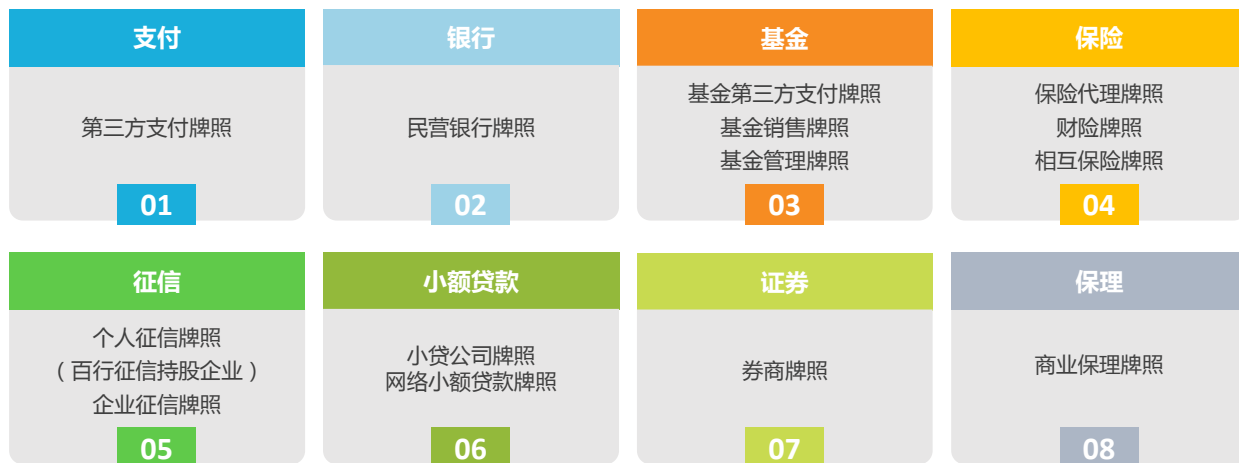 支付
第三方支付牌照
01
银行
民营银行牌照
02
基金
基金第三方支付牌照
基金销售牌照
基金管理牌照
03
保险
保险代理牌照
财险牌照
相互保险牌照
04
征信
个人征信牌照
（百行征信持股企业）
企业征信牌照
05
小额贷款
小贷公司牌照
网络小额贷款牌照
06
证券
券商牌照
07
保理
商业保理牌照
08